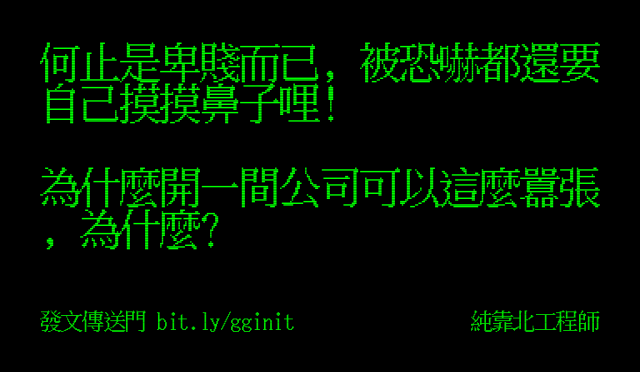 何止是卑賤而已，被恐嚇都還要
自己摸摸鼻子哩！
為什麼開一間公司可以這麼囂張
，為什麼？
發文傳送門 bit.ly/gginit
純靠北工程師